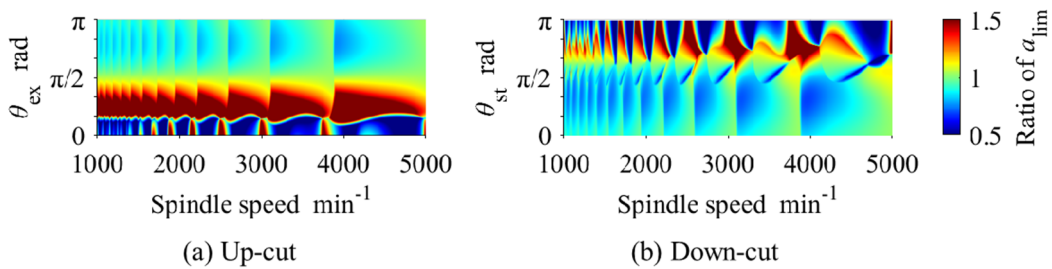 π
π/2
0
θex rad
1000 2000 3000 4000 5000
Spindle speed min-1
(a) Up-cut
π
π/2
0
θst rad
1000 2000 3000 4000 5000
Spindle speed min-1
(b) Down-cut
1.5
1
0.5
Ratio of alim